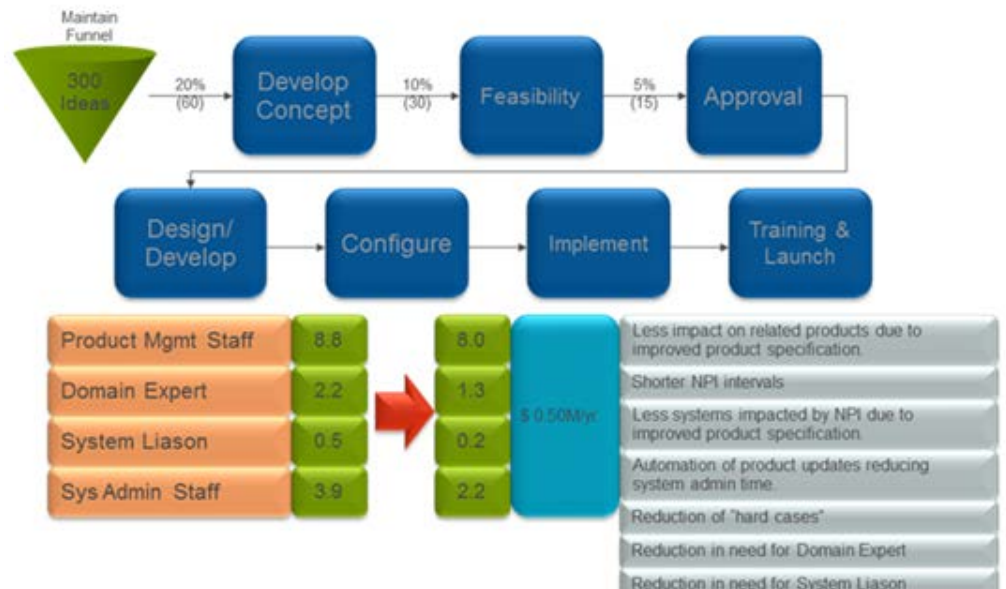 Maintain
Funnel
300
Ideas
20%
(60)
Develop
Concept
10%
(30)
Feasibility
5%
(15)
Approval
Design/
Develop
Configure
Implement
Training &
Launch
Product Mgmt Staff
8.8
8.0
Domain Expert
2.2
1.3
System Liason
0.5
0.2
Sys Admin Staff
3.9
2.2
$ 0.50M/yr.
Less impact on related products due to
improved product specification.
Shorter NPI intervals
Less systems impacted by NPI due to
improved product specification.
Automation of product updates reducing
system admin time.
Reduction of "hard cases"
Reduction in need for Domain Expert
Reduction in need for System Liason